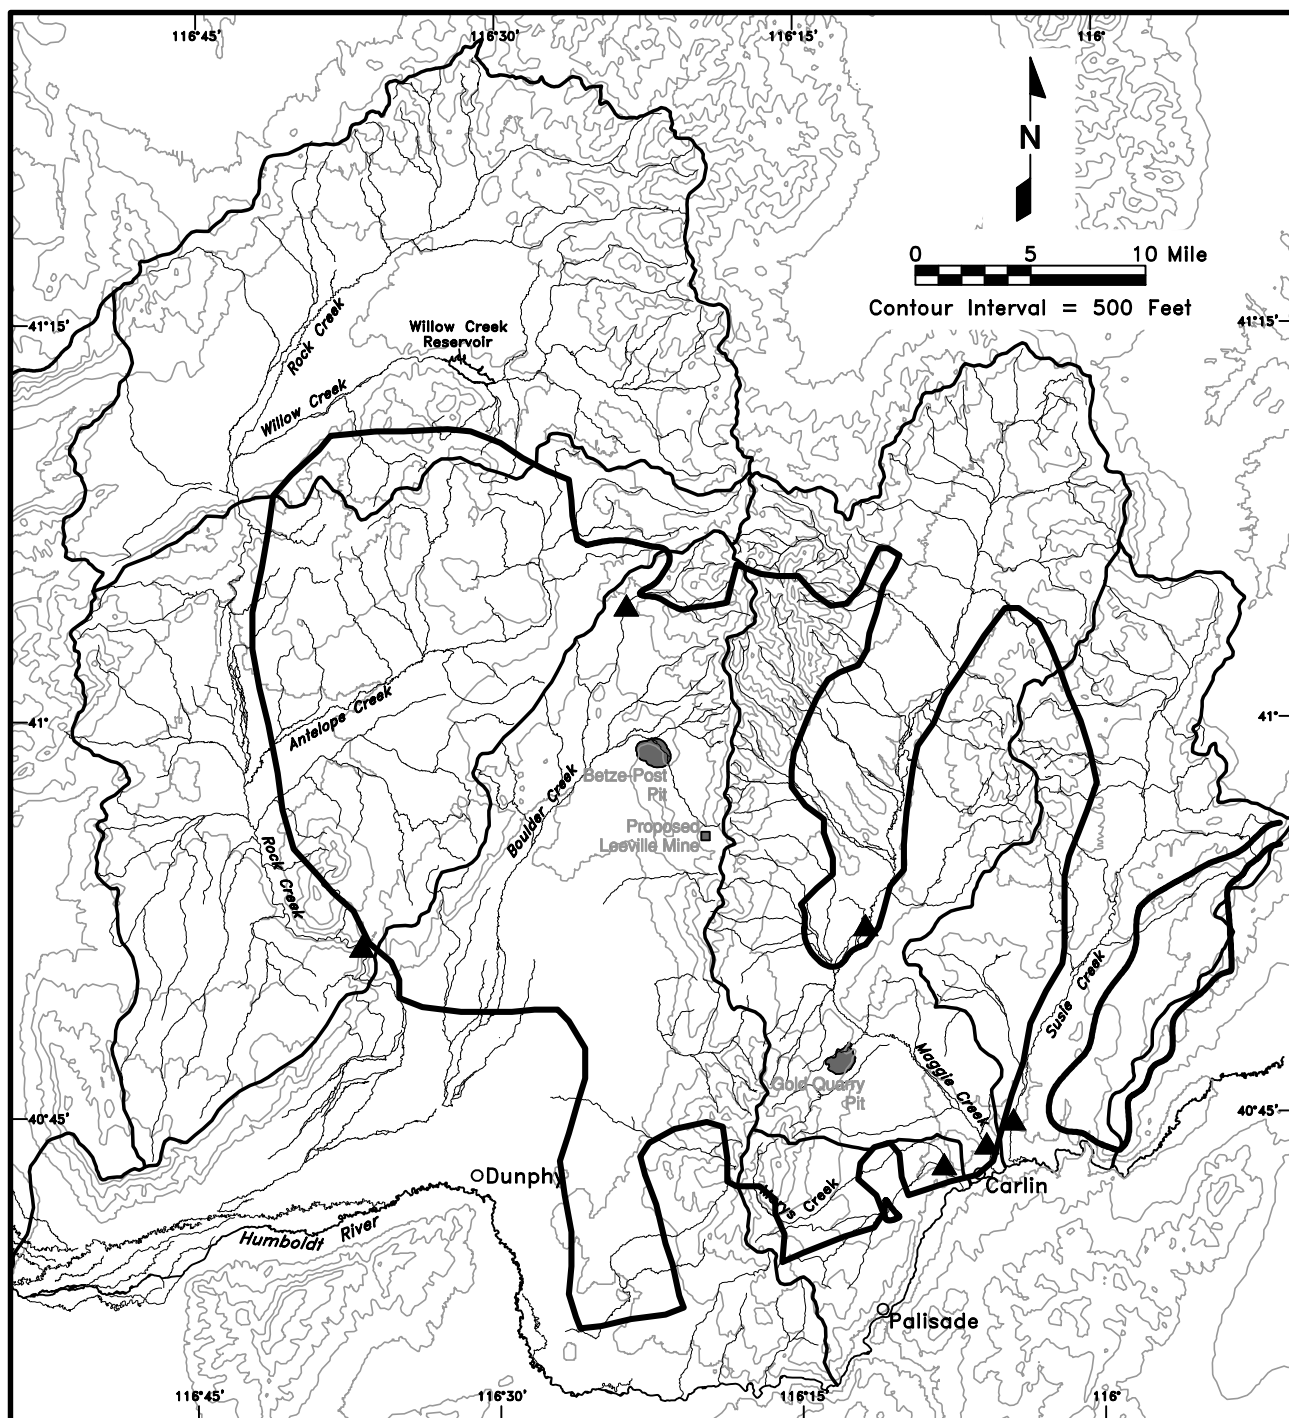 116°45'
116°30'
116°15'
116°
N
0 5 10 Mile
Contour Interval = 500 Feet
41°15'
41°15'
Rock Creek
Willow Creek
Reservoir
Willow Creek
41°
41°
Antelope Creek
Betze-Post
Pit
Boulder Creek
Proposed
Leeville Mine
Rock Creek
Susie Creek
Maggie Creek
Gold Quarry
Pit
40°45'
40°45'
Dunphy
Carlin
Marys Creek
Humboldt River
Palisade
116°45'
116°30'
116°15'
116°